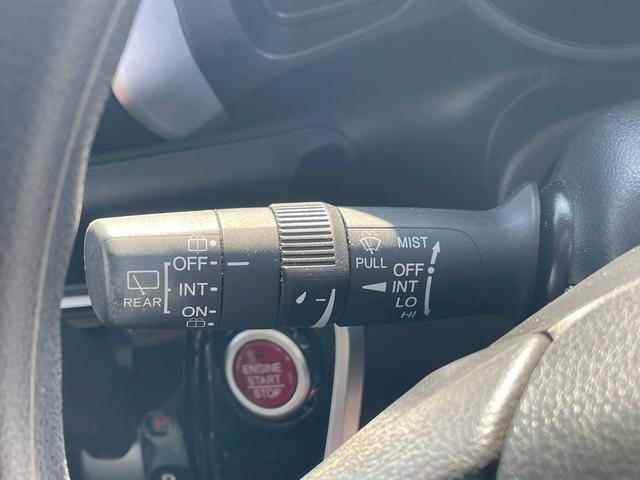 OFF
INT
ON
REAR
PULL
MIST
OFF
INT
LO
HI
ENGINE
START
STOP
P